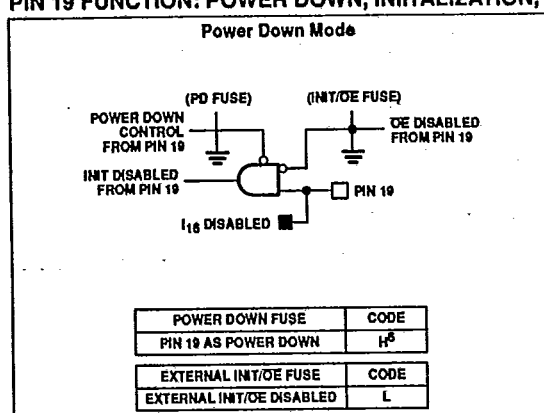 PIN 19 FUNCTION: POWER DOWN, INITIALIZATION,
Power Down Mode
(PD FUSE)
(INIT/OE FUSE)
POWER DOWN
CONTROL
FROM PIN 19
OE DISABLED
FROM PIN 19
INIT DISABLED
FROM PIN 19
PIN 19
I16 DISABLED
POWER DOWN FUSE CODE
PIN 19 AS POWER DOWN H6
EXTERNAL INIT/OE FUSE CODE
EXTERNAL INIT/OE DISABLED L